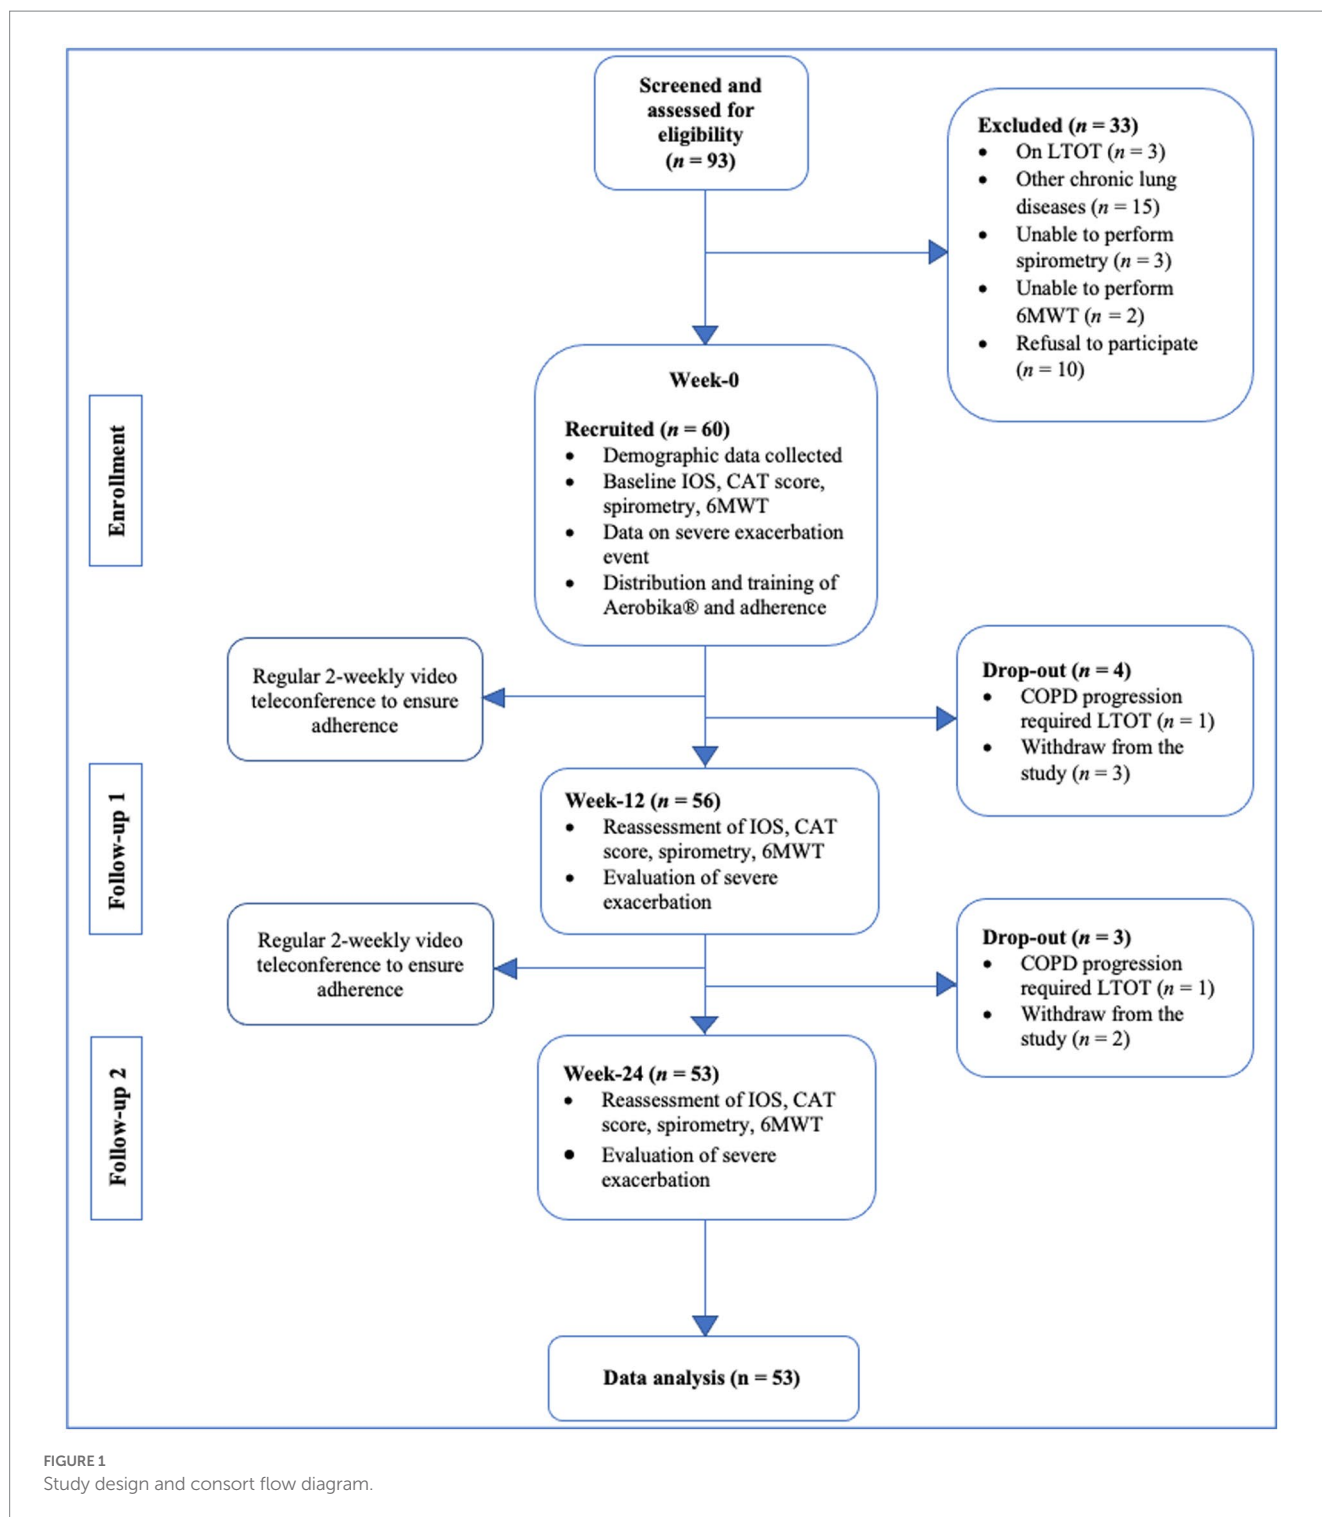 Screened and
assessed for
eligibility
(n = 93)
Excluded (n = 33)
• On LTOT (n = 3)
• Other chronic lung
diseases (n = 15)
• Unable to perform
spirometry (n = 3)
• Unable to perform
6MWT (n = 2)
• Refusal to participate
(n = 10)
Enrollment
Week-0
Recruited (n = 60)
• Demographic data collected
• Baseline IOS, CAT score,
spirometry, 6MWT
• Data on severe exacerbation
event
• Distribution and training of
Aerobika® and adherence
Regular 2-weekly video
teleconference to ensure
adherence
Drop-out (n = 4)
• COPD progression
required LTOT (n = 1)
• Withdraw from the
study (n = 3)
Follow-up 1
Week-12 (n = 56)
• Reassessment of IOS, CAT
score, spirometry, 6MWT
• Evaluation of severe
exacerbation
Regular 2-weekly video
teleconference to ensure
adherence
Drop-out (n = 3)
• COPD progression
required LTOT (n = 1)
• Withdraw from the
study (n = 2)
Follow-up 2
Week-24 (n = 53)
• Reassessment of IOS, CAT
score, spirometry, 6MWT
• Evaluation of severe
exacerbation
Data analysis (n = 53)
FIGURE 1
Study design and consort flow diagram.